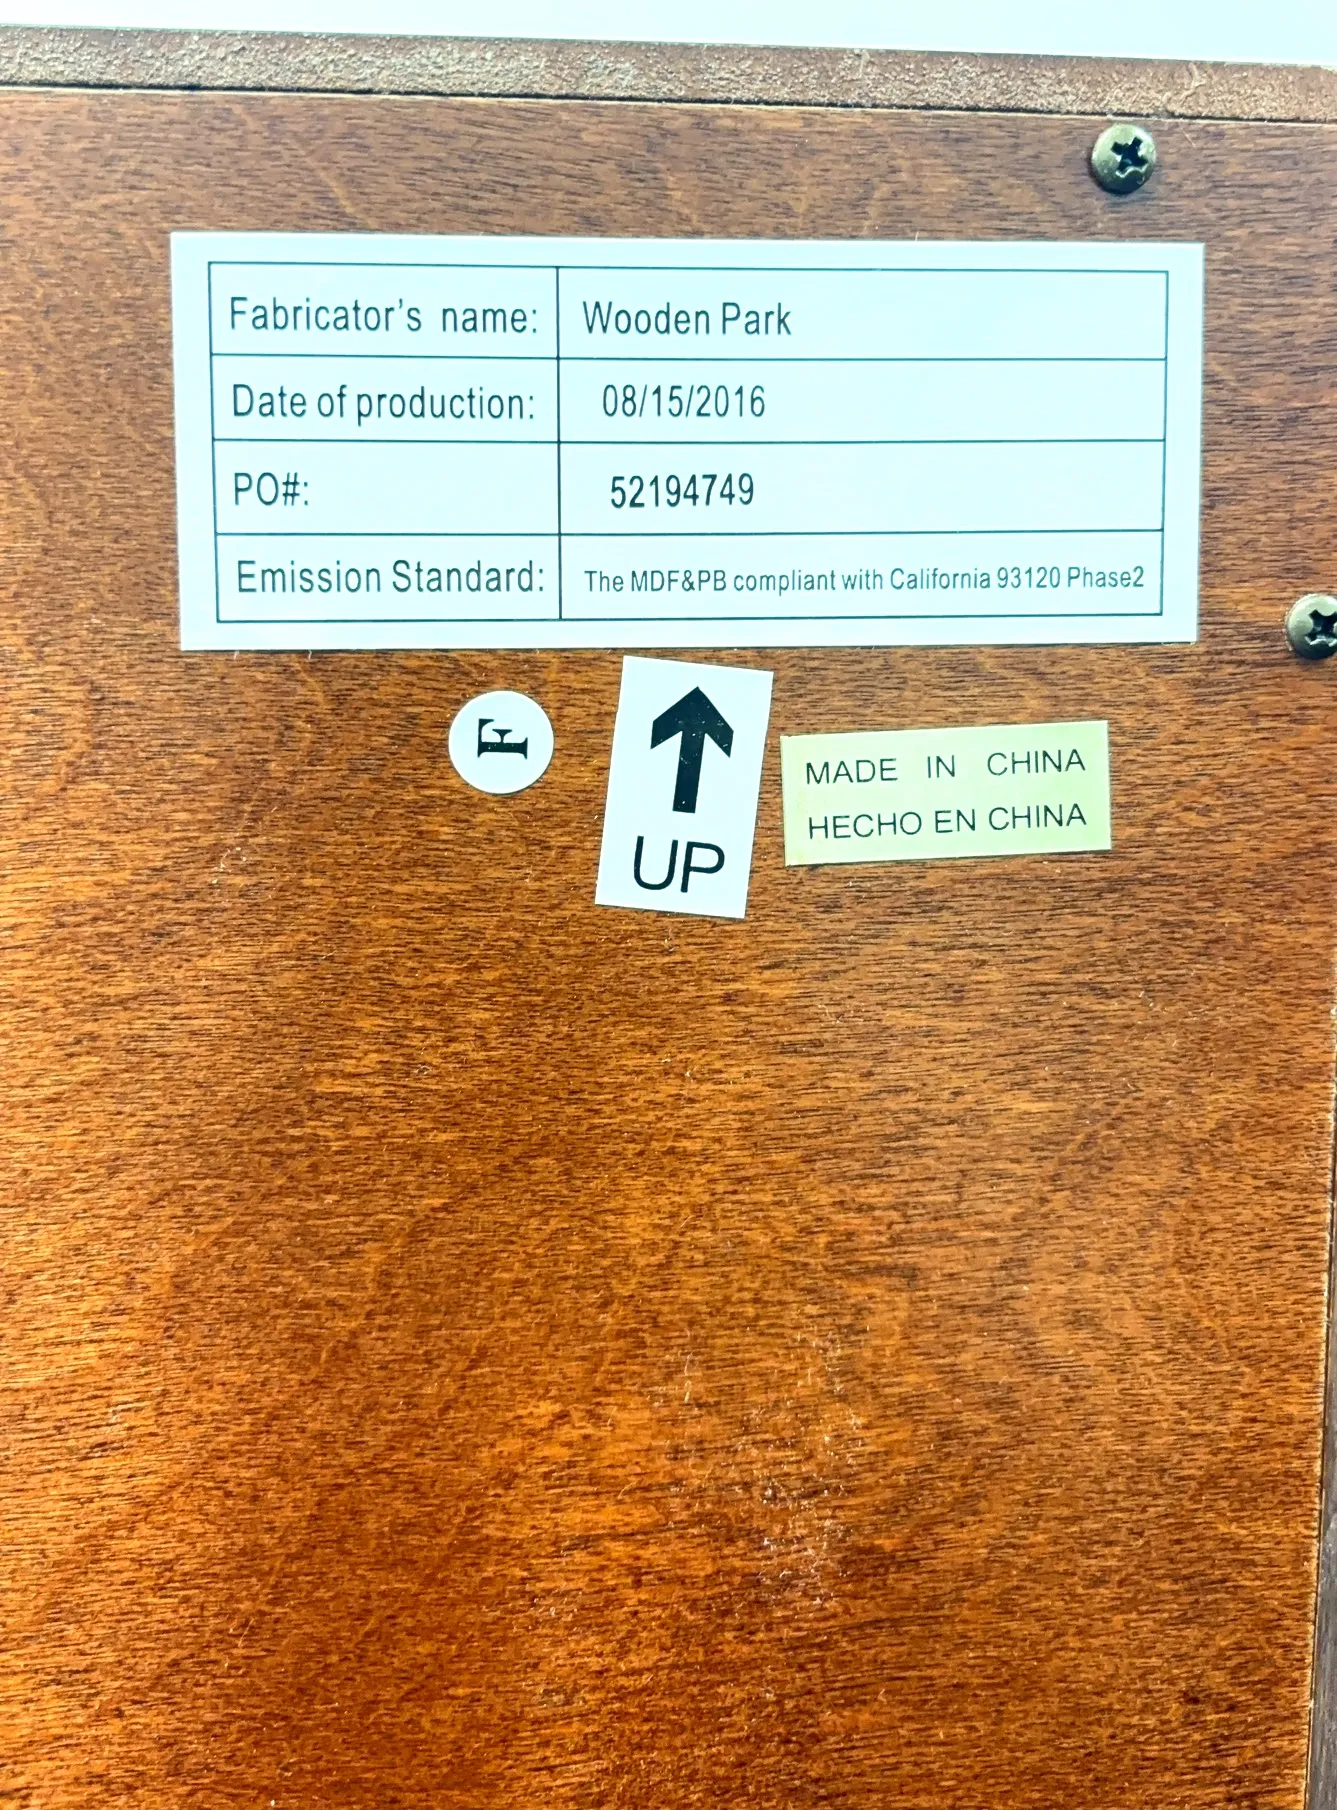 Fabricator's name: Wooden Park
Date of production: 08/15/2016
PO#: 52194749
Emission Standard: The MDF&PB compliant with California 93120 Phase2
F
UP
MADE IN CHINA
HECHO EN CHINA